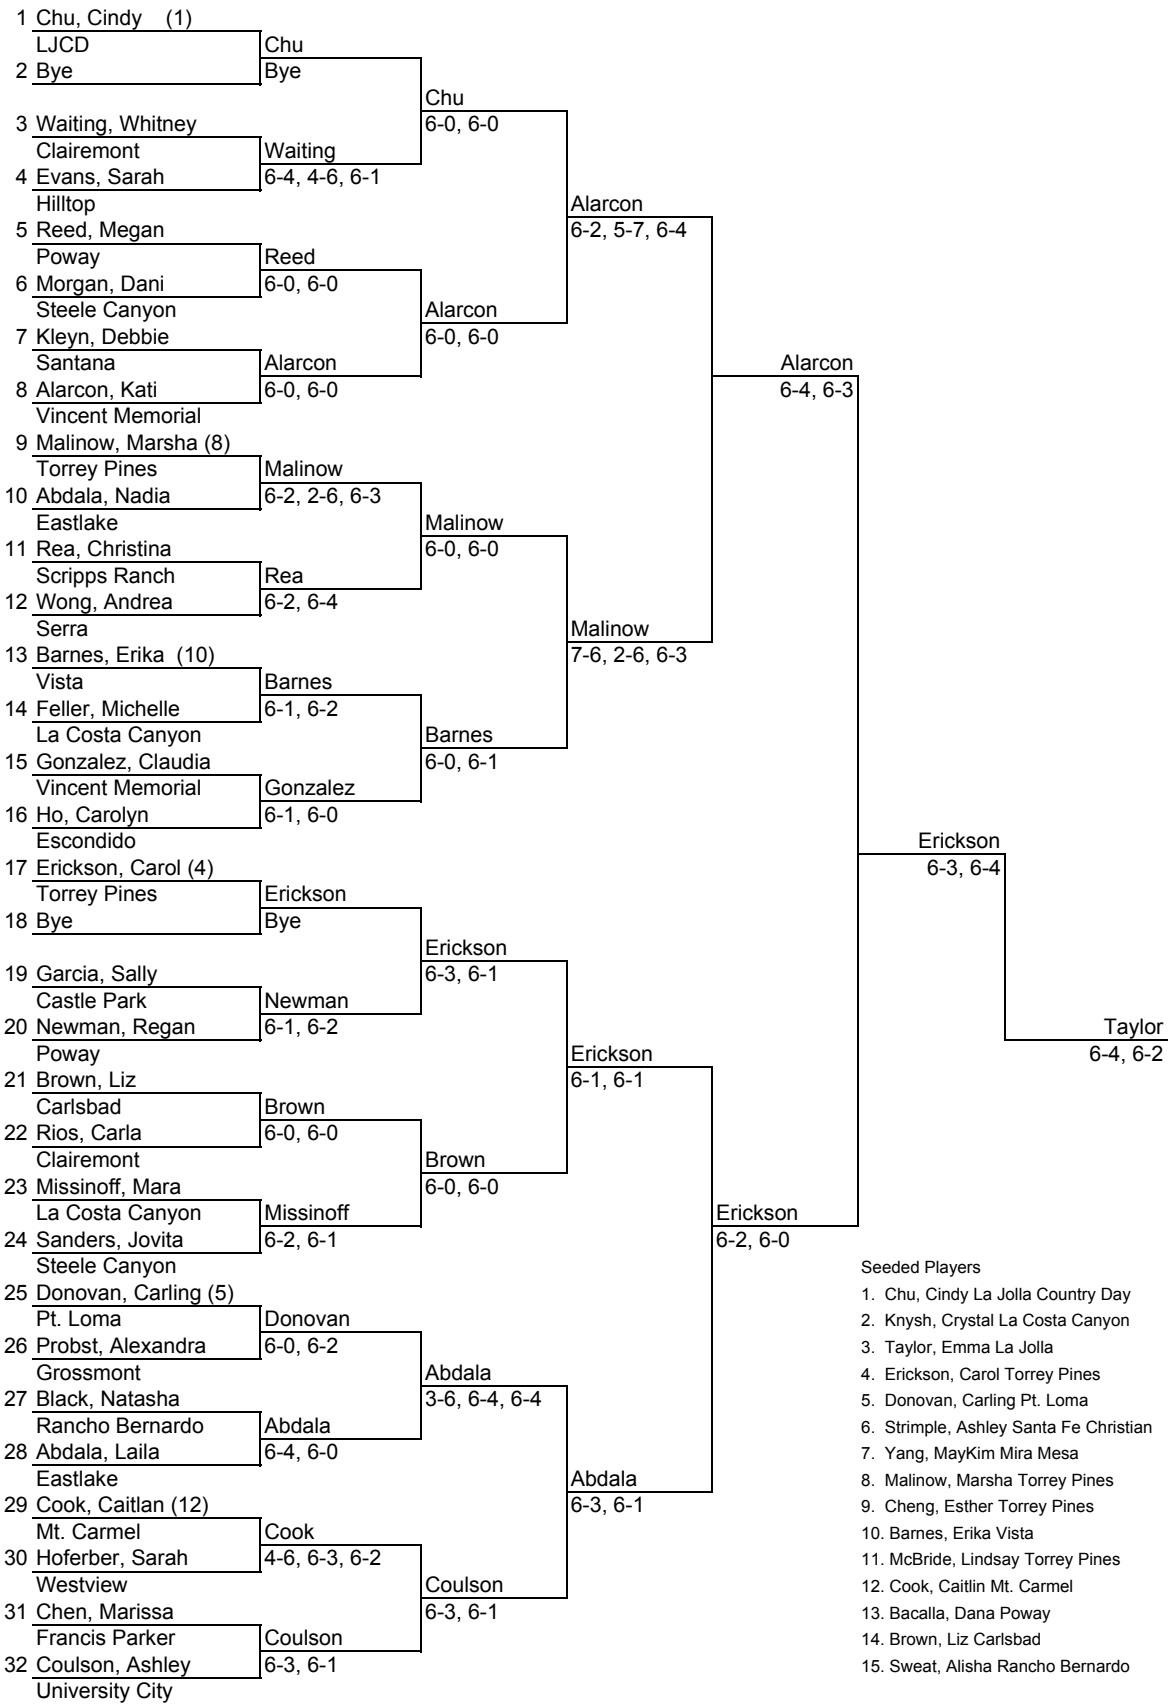 1 Chu, Cindy (1)
LJCD
2 Bye
3 Waiting, Whitney
Clairemont
4 Evans, Sarah
Hilltop
5 Reed, Megan
Poway
6 Morgan, Dani
Steele Canyon
7 Kleyn, Debbie
Santana
8 Alarcon, Kati
Vincent Memorial
9 Malinow, Marsha (8)
Torrey Pines
10 Abdala, Nadia
Eastlake
11 Rea, Christina
Scripps Ranch
12 Wong, Andrea
Serra
13 Barnes, Erika (10)
Vista
14 Feller, Michelle
La Costa Canyon
15 Gonzalez, Claudia
Vincent Memorial
16 Ho, Carolyn
Escondido
17 Erickson, Carol (4)
Torrey Pines
18 Bye
19 Garcia, Sally
Castle Park
20 Newman, Regan
Poway
21 Brown, Liz
Carlsbad
22 Rios, Carla
Clairemont
23 Missinoff, Mara
La Costa Canyon
24 Sanders, Jovita
Steele Canyon
25 Donovan, Carling (5)
Pt. Loma
26 Probst, Alexandra
Grossmont
27 Black, Natasha
Rancho Bernardo
28 Abdala, Laila
Eastlake
29 Cook, Caitlan (12)
Mt. Carmel
30 Hoferber, Sarah
Westview
31 Chen, Marissa
Francis Parker
32 Coulson, Ashley
University City
Chu
Bye
Waiting
6-4, 4-6, 6-1
Reed
6-0, 6-0
Alarcon
6-0, 6-0
Malinow
6-2, 2-6, 6-3
Rea
6-2, 6-4
Barnes
6-1, 6-2
Gonzalez
6-1, 6-0
Erickson
Bye
Newman
6-1, 6-2
Brown
6-0, 6-0
Missinoff
6-2, 6-1
Donovan
6-0, 6-2
Abdala
6-4, 6-0
Cook
4-6, 6-3, 6-2
Coulson
6-3, 6-1
Chu
6-0, 6-0
Alarcon
6-0, 6-0
Malinow
6-0, 6-0
Barnes
6-0, 6-1
Erickson
6-3, 6-1
Brown
6-0, 6-0
Abdala
3-6, 6-4, 6-4
Coulson
6-3, 6-1
Alarcon
6-2, 5-7, 6-4
Malinow
7-6, 2-6, 6-3
Erickson
6-1, 6-1
Abdala
6-3, 6-1
Alarcon
6-4, 6-3
Erickson
6-2, 6-0
Erickson
6-3, 6-4
Taylor
6-4, 6-2
Seeded Players
1. Chu, Cindy La Jolla Country Day
2. Knysh, Crystal La Costa Canyon
3. Taylor, Emma La Jolla
4. Erickson, Carol Torrey Pines
5. Donovan, Carling Pt. Loma
6. Strimple, Ashley Santa Fe Christian
7. Yang, MayKim Mira Mesa
8. Malinow, Marsha Torrey Pines
9. Cheng, Esther Torrey Pines
10. Barnes, Erika Vista
11. McBride, Lindsay Torrey Pines
12. Cook, Caitlin Mt. Carmel
13. Bacalla, Dana Poway
14. Brown, Liz Carlsbad
15. Sweat, Alisha Rancho Bernardo